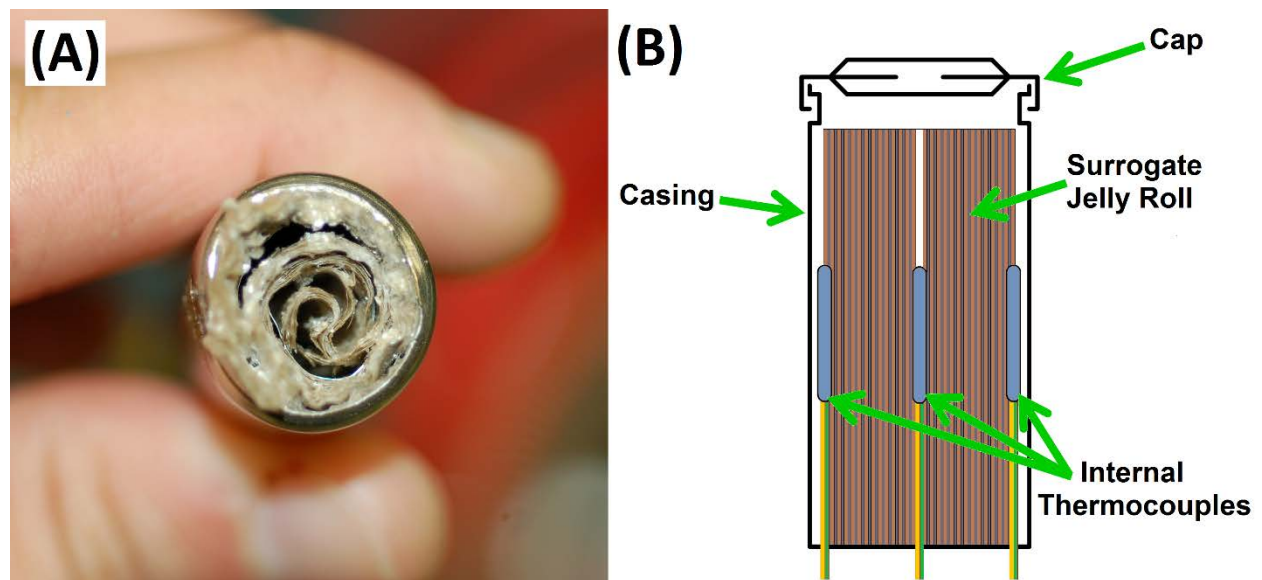 (A)
(B)
Cap
Casing
Surrogate
Jelly Roll
Internal
Thermocouples